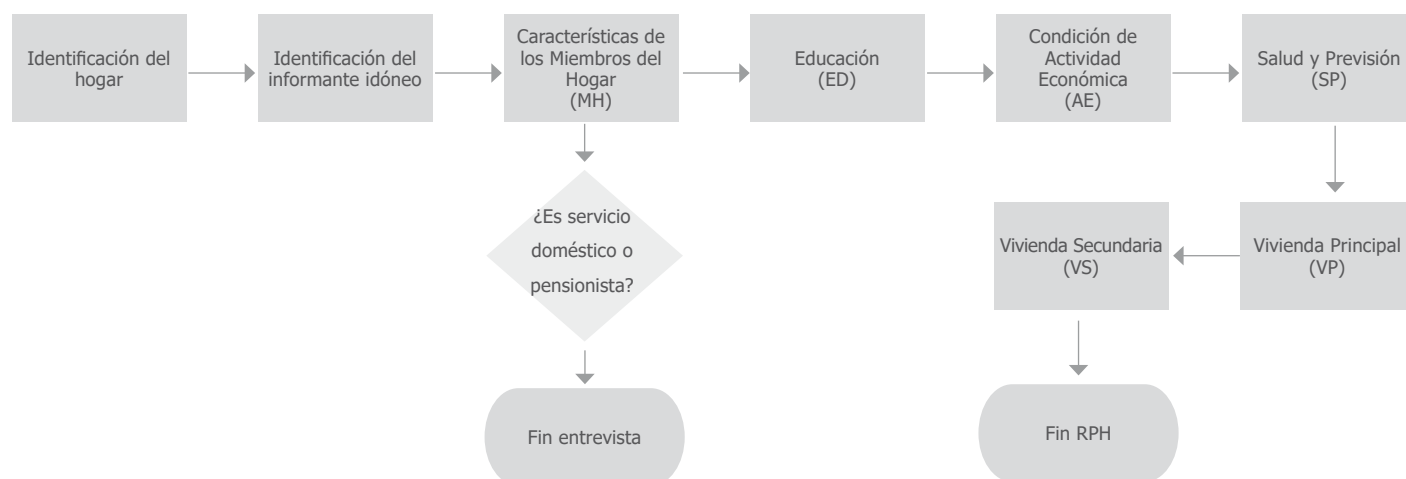 Identificación del
hogar
Identificación del
informante idóneo
Características de
los Miembros del
Hogar
(MH)
Educación
(ED)
Condición de
Actividad
Económica
(AE)
Salud y Previsión
(SP)
¿Es servicio
doméstico o
pensionista?
Vivienda Secundaria
(VS)
Vivienda Principal
(VP)
Fin entrevista
Fin RPH